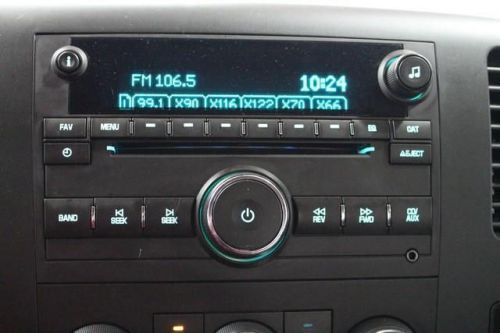 FM 106.5 10:24
99.1 X90 X116 X122 X70 X66
FAV MENU EQ CAT
EJECT
BAND SEEK SEEK REV FWD CD/AUX